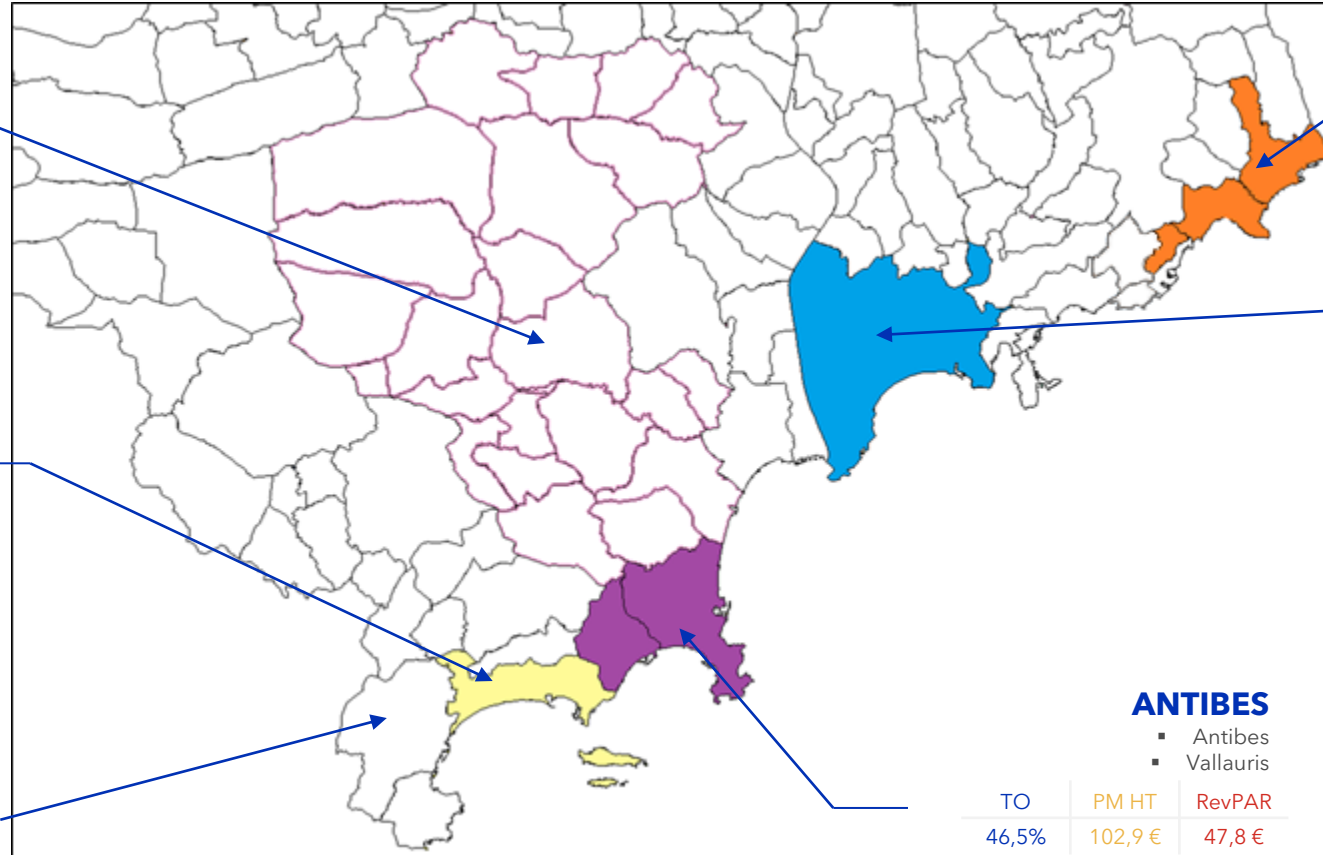 ANTIBES
▪ Antibes
▪ Vallauris
TO PM HT RevPAR
46,5% 102,9 € 47,8 €